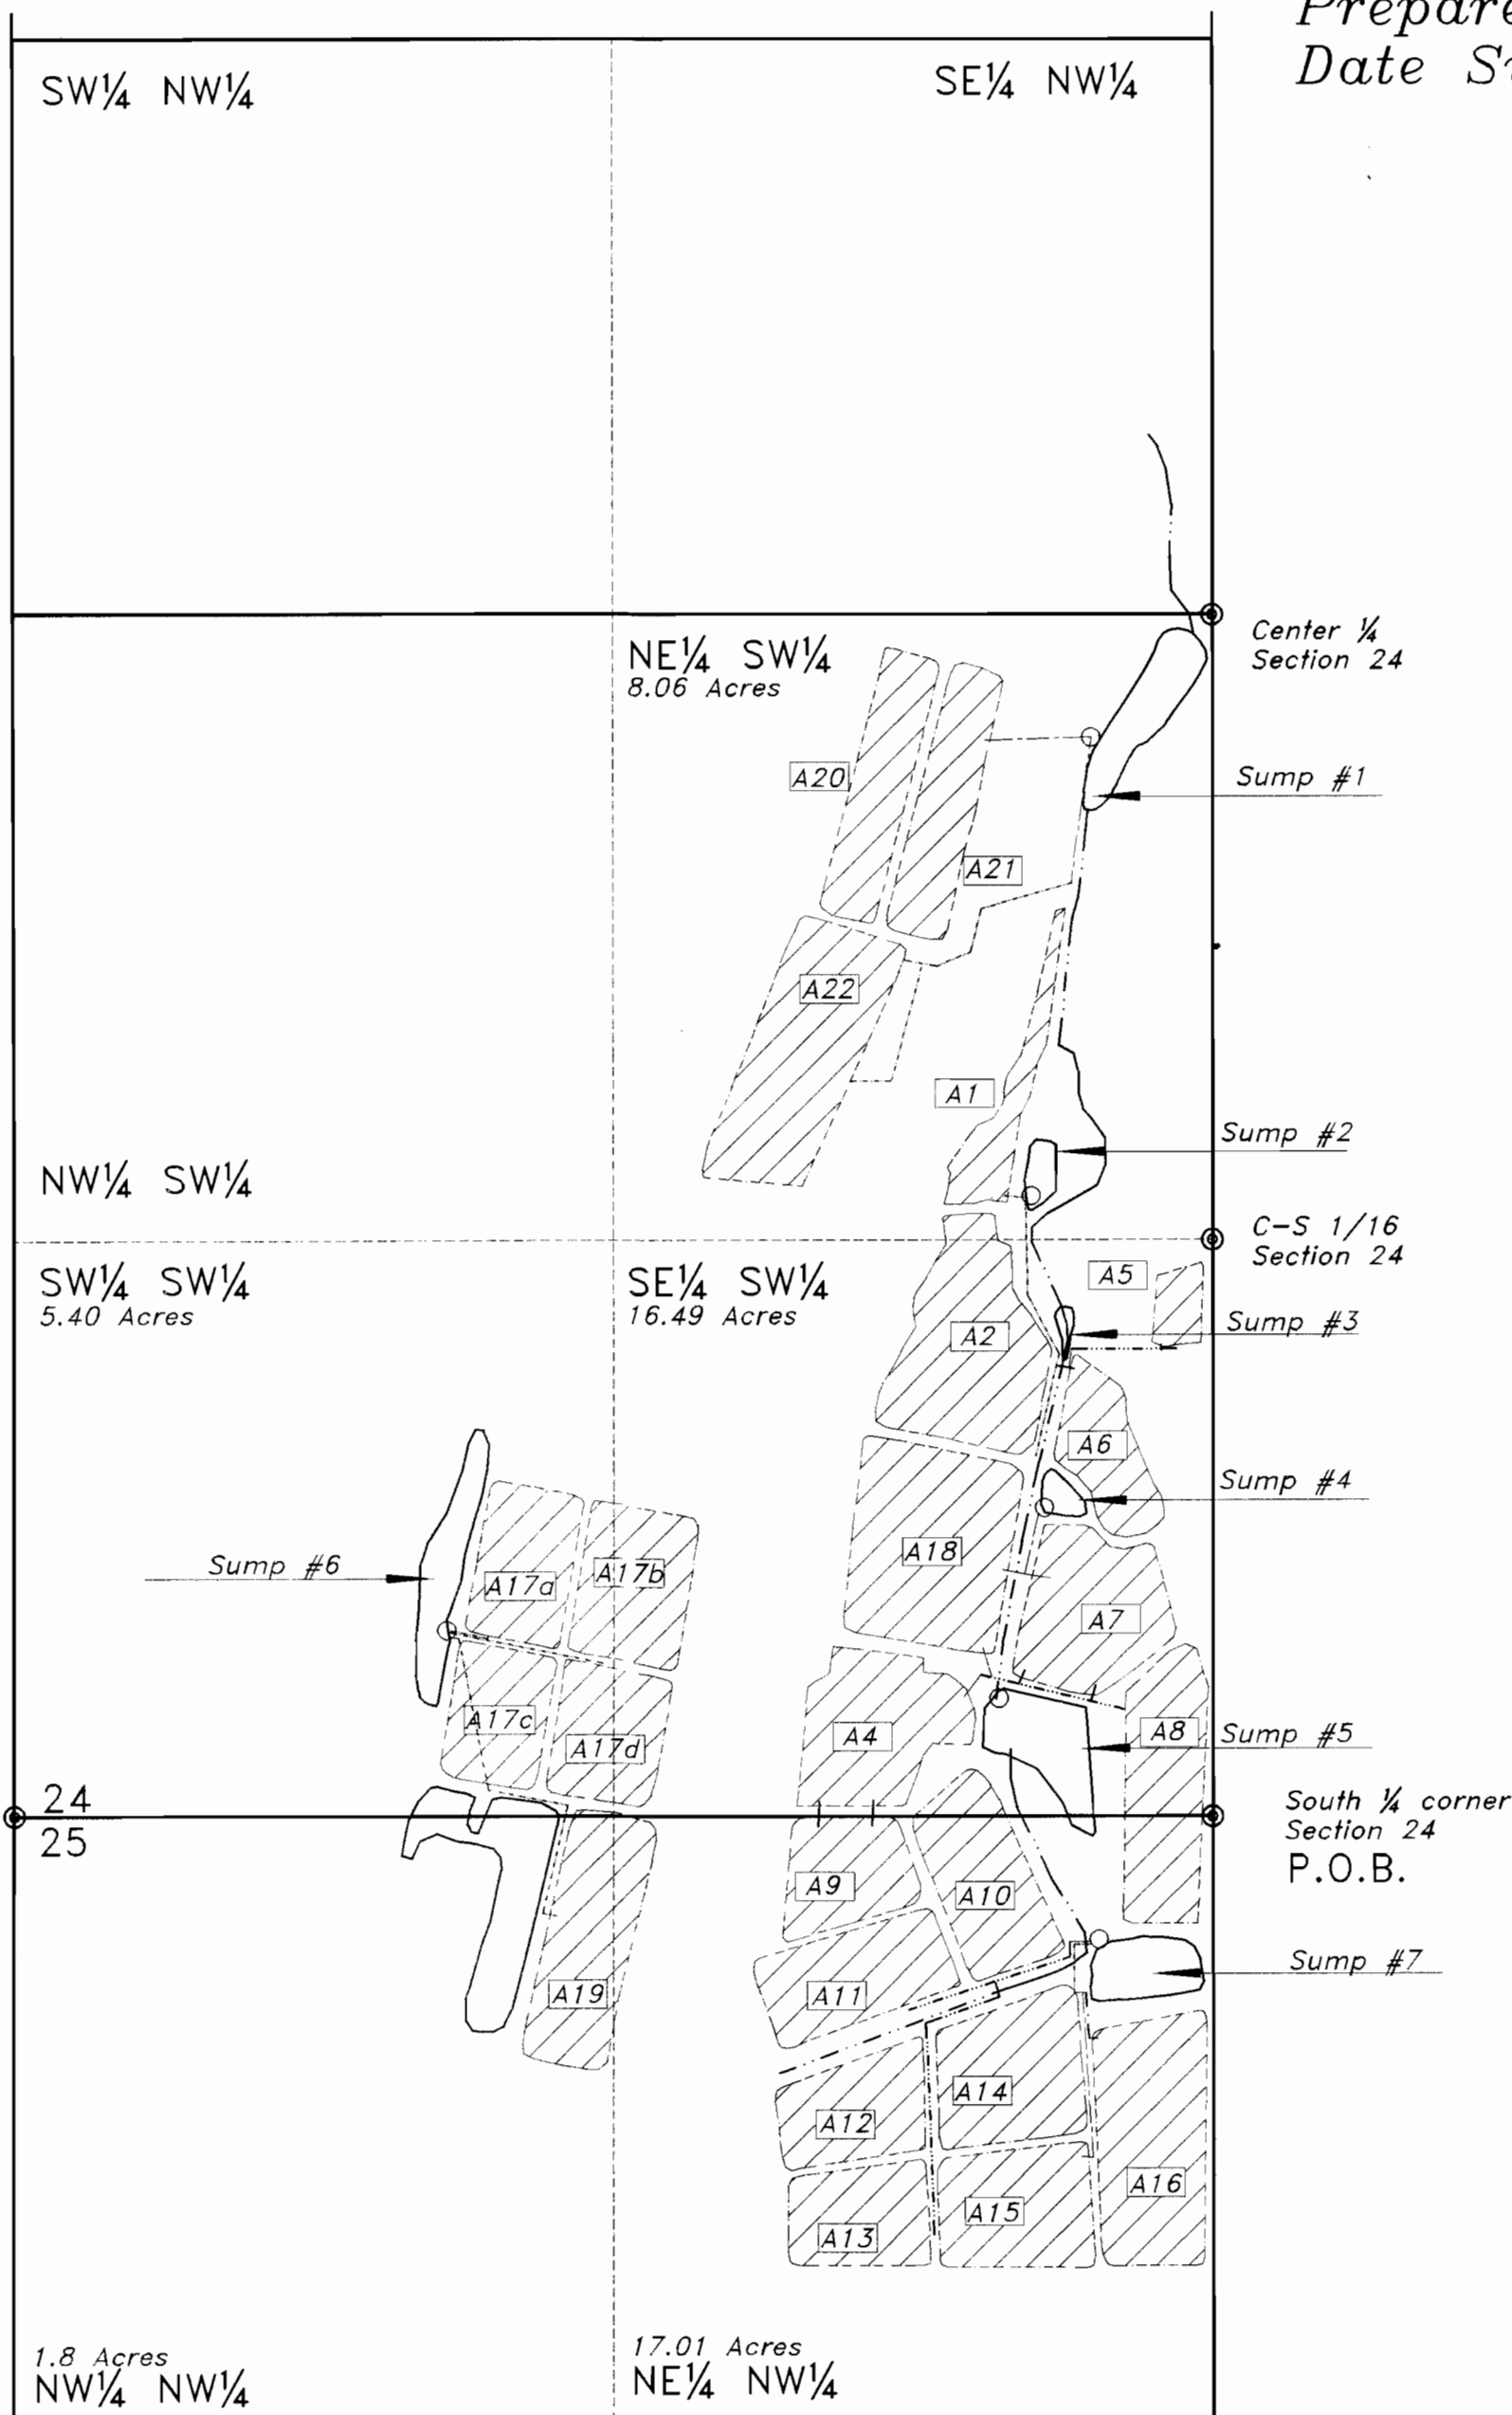 Date
SW¼ NW¼
SE¼ NW¼
Center ¼
Section 24
NE¼ SW¼
8.06 Acres
A20
Sump #1
A21
A22
A1
Sump #2
NW¼ SW¼
C-S 1/16
Section 24
SW¼ SW¼
5.40 Acres
SE¼ SW¼
16.49 Acres
A5
A2
Sump #3
A6
Sump #4
A18
Sump #6
A17a
A17b
A7
A17c
A17d
A4
A8
Sump #5
24
25
South ¼ corner
Section 24
P.O.B.
A9
A10
Sump #7
A19
A11
A14
A12
A16
A15
A13
1.8 Acres
NW¼ NW¼
17.01 Acres
NE¼ NW¼